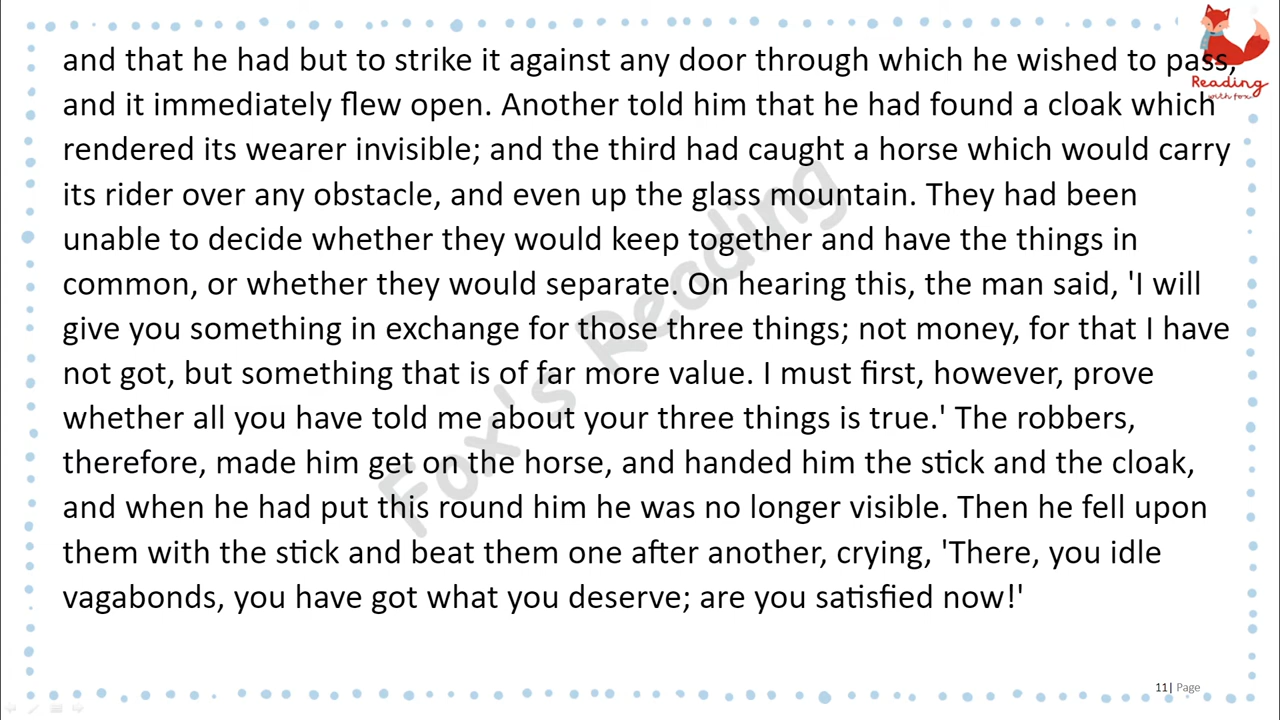 and that he had but to strike it against any door through which he wished to pass,
and it immediately flew open. Another told him that he had found a cloak which
rendered its wearer invisible; and the third had caught a horse which would carry
its rider over any obstacle, and even up the glass mountain. They had been
unable to decide whether they would keep together and have the things in
common, or whether they would separate. On hearing this, the man said, 'I will
give you something in exchange for those three things; not money, for that I have
not got, but something that is of far more value. I must first, however, prove
whether all you have told me about your three things is true.' The robbers,
therefore, made him get on the horse, and handed him the stick and the cloak,
and when he had put this round him he was no longer visible. Then he fell upon
them with the stick and beat them one after another, crying, 'There, you idle
vagabonds, you have got what you deserve; are you satisfied now!'
Reading
with fox
Fox's Reading
11| Page